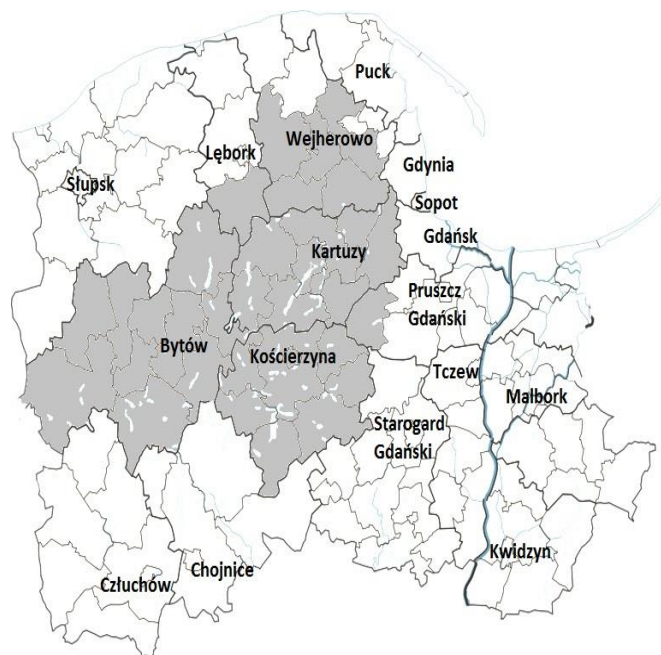 Puck
Wejherowo
Lębork
Gdynia
Słupsk
Sopot
Gdańsk
Kartuzy
Pruszcz
Gdański
Bytów
Kościerzyna
Tczew
Malbork
Starogard
Gdański
Kwidzyn
Chojnice
Człuchów